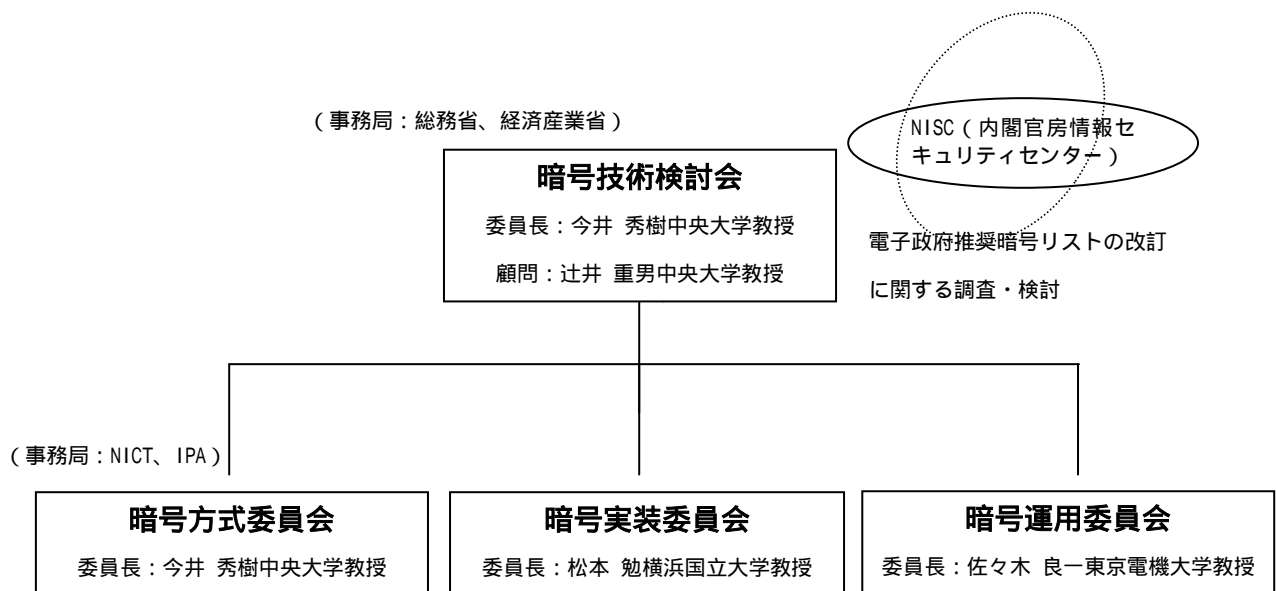 （事務局：総務省、経済産業省）
暗号技術検討会
委員長：今井 秀樹中央大学教授
顧問：辻井 重男中央大学教授
NISC（内閣官房情報セ
キュリティセンター）
電子政府推奨暗号リストの改訂
に関する調査・検討
（事務局：NICT、IPA）
暗号方式委員会
委員長：今井 秀樹中央大学教授
暗号実装委員会
委員長：松本 勉横浜国立大学教授
暗号運用委員会
委員長：佐々木 良一東京電機大学教授